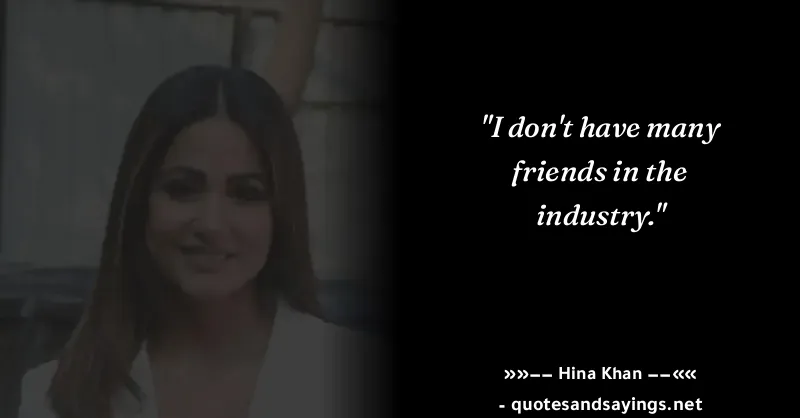 "I don't have many
friends in the
industry."
»»—— Hina Khan ——««
- quotesandsayings.net